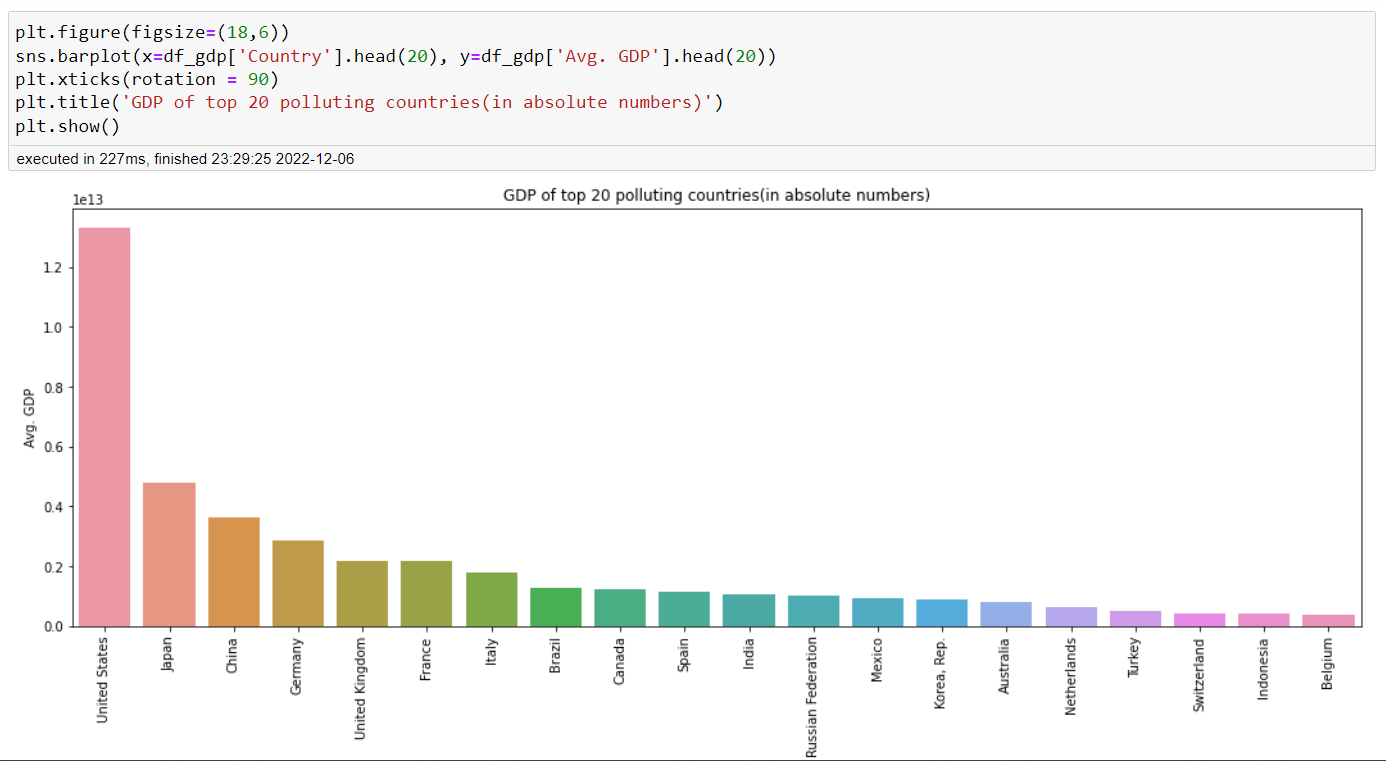 plt.figure(figsize=(18,6))
sns.barplot(x=df_gdp['Country'].head(20), y=df_gdp['Avg. GDP'].head(20))
plt.xticks(rotation = 90)
plt.title('GDP of top 20 polluting countries(in absolute numbers)')
plt.show()
executed in 227ms, finished 23:29:25 2022-12-06
GDP of top 20 polluting countries(in absolute numbers)
1e13
1.2
1.0
0.8
0.6
0.4
0.2
0.0
Avg. GDP
United States
Japan
China
Germany
United Kingdom
France
Italy
Brazil
Canada
Spain
India
Russian Federation
Mexico
Korea, Rep.
Australia
Netherlands
Turkey
Switzerland
Indonesia
Belgium